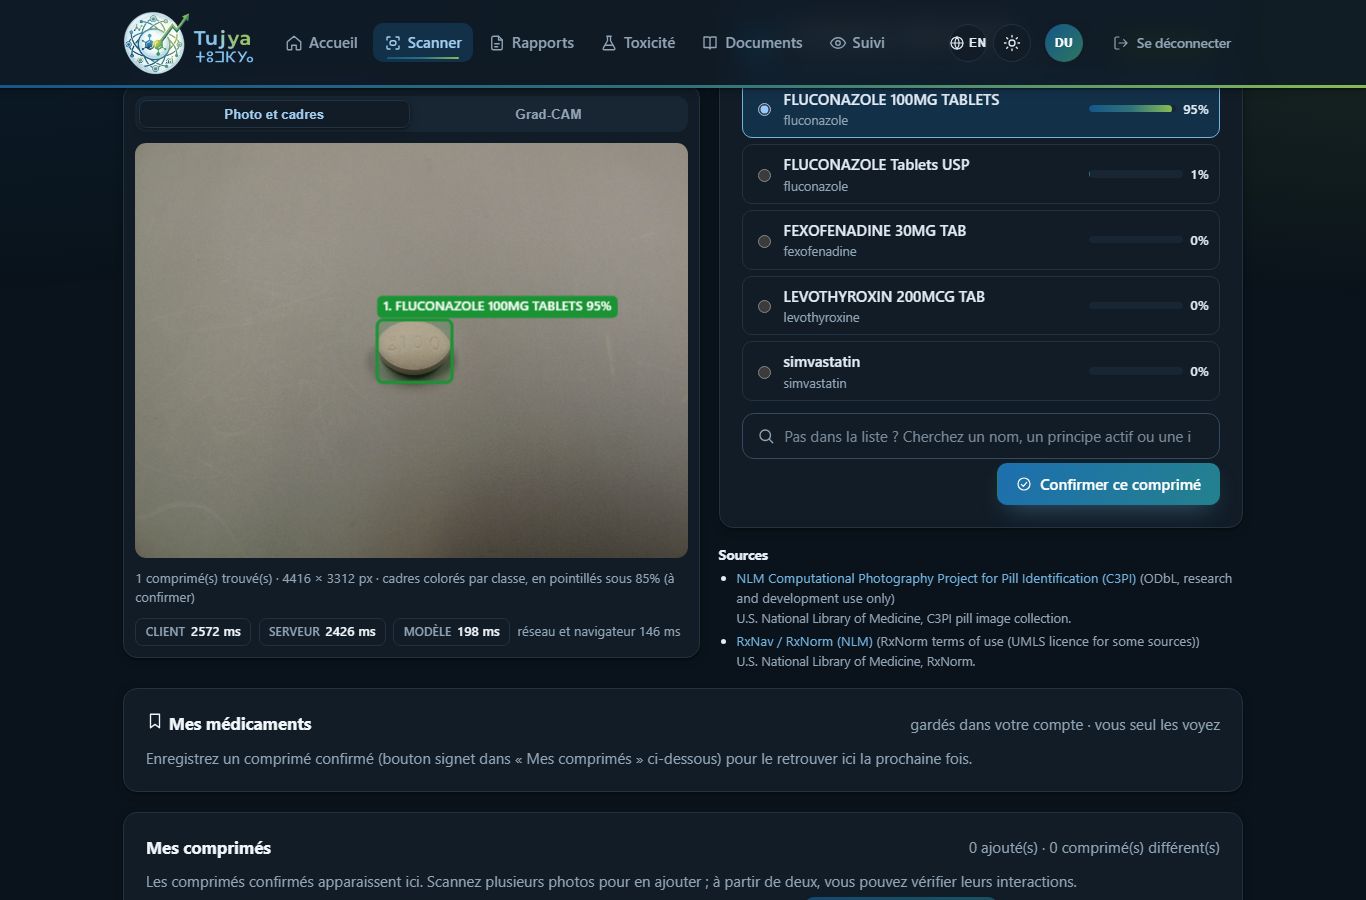 Tujya
ⵜⵓⵊⵢⴰ
Accueil
Scanner
Rapports
Toxicité
Documents
Suivi
EN
DU
Se déconnecter
Photo et cadres
Grad-CAM
1. FLUCONAZOLE 100MG TABLETS 95%
1 comprimé(s) trouvé(s) · 4416 × 3312 px · cadres colorés par classe, en pointillés sous 85% (à
confirmer)
CLIENT 2572 ms
SERVEUR 2426 ms
MODÈLE 198 ms
réseau et navigateur 146 ms
FLUCONAZOLE 100MG TABLETS
fluconazole
95%
FLUCONAZOLE Tablets USP
fluconazole
1%
FEXOFENADINE 30MG TAB
fexofenadine
0%
LEVOTHYROXIN 200MCG TAB
levothyroxine
0%
simvastatin
simvastatin
0%
Pas dans la liste ? Cherchez un nom, un principe actif ou une i
Confirmer ce comprimé
Sources
NLM Computational Photography Project for Pill Identification (C3PI) (ODbL, research
and development use only)
U.S. National Library of Medicine, C3PI pill image collection.
RxNav / RxNorm (NLM) (RxNorm terms of use (UMLS licence for some sources))
U.S. National Library of Medicine, RxNorm.
Mes médicaments
gardés dans votre compte · vous seul les voyez
Enregistrez un comprimé confirmé (bouton signet dans « Mes comprimés » ci-dessous) pour le retrouver ici la prochaine fois.
Mes comprimés
0 ajouté(s) · 0 comprimé(s) différent(s)
Les comprimés confirmés apparaissent ici. Scannez plusieurs photos pour en ajouter ; à partir de deux, vous pouvez vérifier leurs interactions.